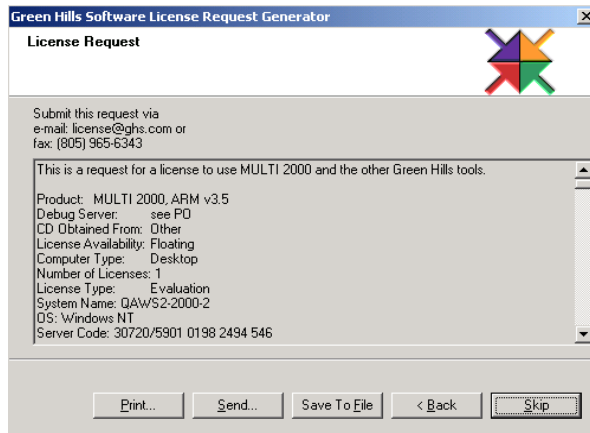 Green Hills Software License Request Generator
License Request
Submit this request via
e-mail: license@ghs.com or
fax: (805) 965-6343
This is a request for a license to use MULTI 2000 and the other Green Hills tools.
Product: MULTI 2000, ARM v3.5
Debug Server: see PO
CD Obtained From: Other
License Availability: Floating
Computer Type: Desktop
Number of Licenses: 1
License Type: Evaluation
System Name: QAWS2-2000-2
OS: Windows NT
Server Code: 30720/5901 0198 2494 546
Print... Send... Save To File < Back Skip